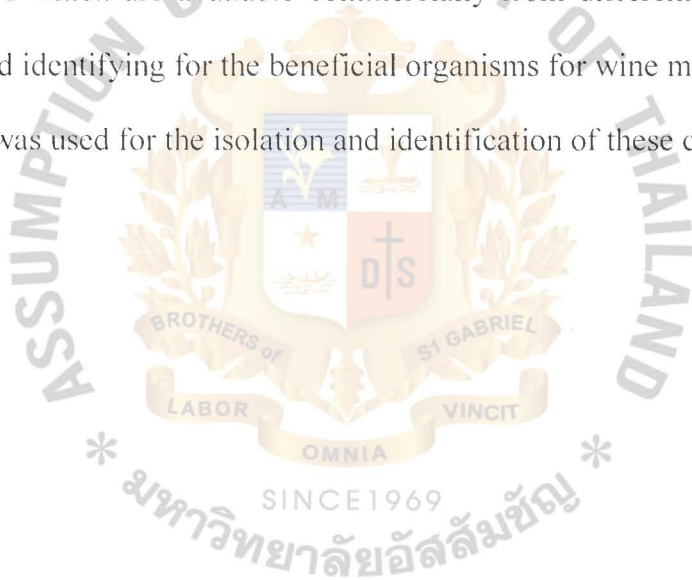 d identifying for the beneficial organisms for wine m
was used for the isolation and identification of these c
ASSUMPTION
THAILAND
A M
D S
BROTHERS of
ST GABRIEL
LABOR
VINCIT
OMNIA
* *
SINCE1969
มหาวิทยาลัยอัสสัมชัญ